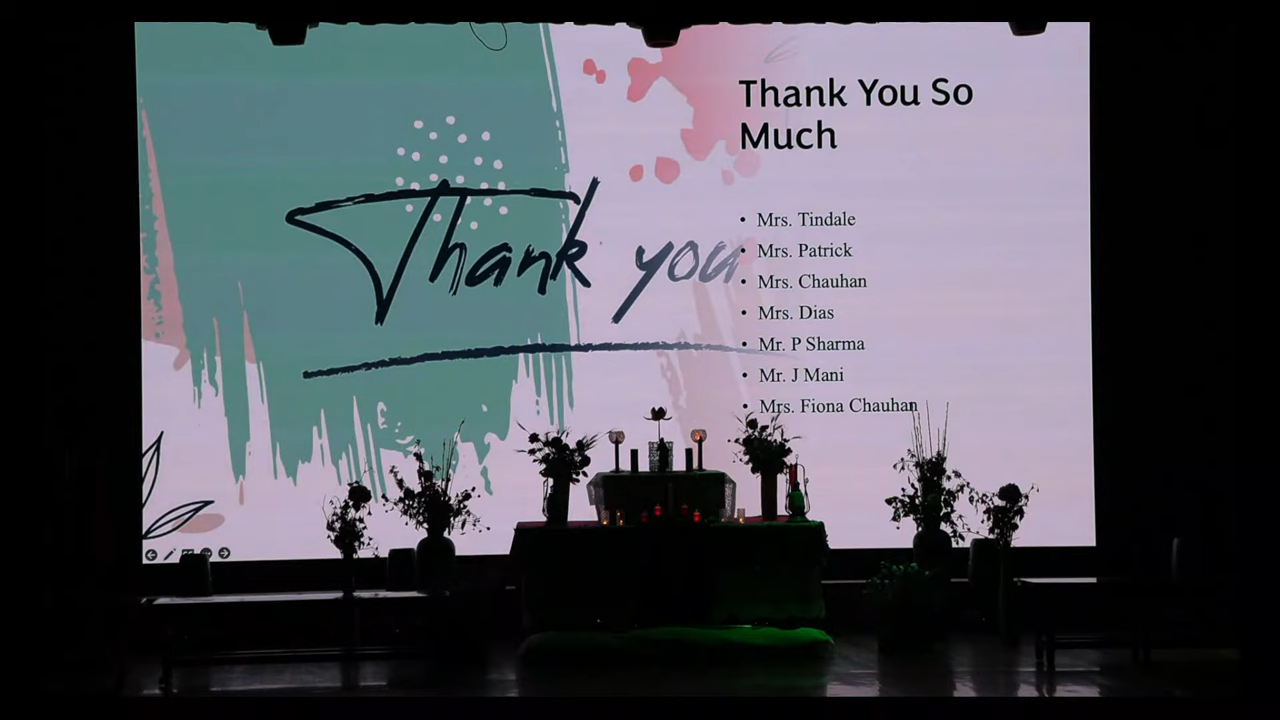 Thank you
Thank You So
Much
• Mrs. Tindale
• Mrs. Patrick
• Mrs. Chauhan
• Mrs. Dias
• Mr. P Sharma
• Mr. J Mani
• Mrs. Fiona Chauhan